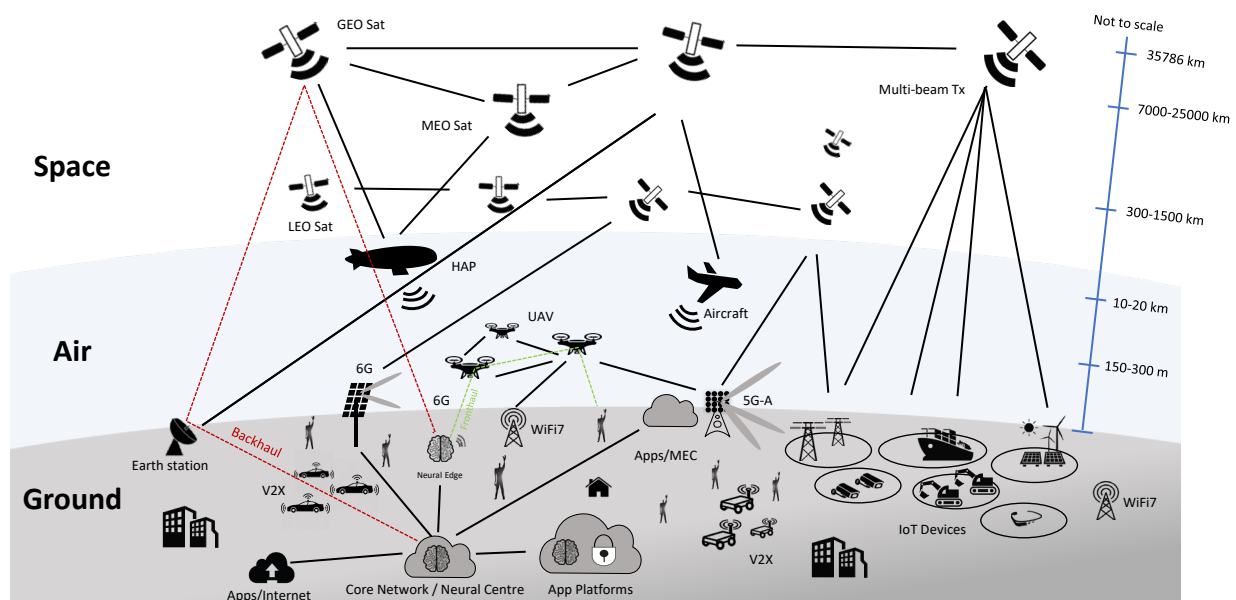 GEO Sat
Not to scale
35786 km
Multi-beam Tx
7000-25000 km
MEO Sat
Space
LEO Sat
300-1500 km
HAP
10-20 km
Aircraft
UAV
Air
6G
150-300 m
6G
5G-A
Fronthaul
WiFi7
Backhaul
Earth station
Neural Edge
Apps/MEC
Ground
V2X
WiFi7
IoT Devices
V2X
Apps/Internet
Core Network / Neural Centre
App Platforms